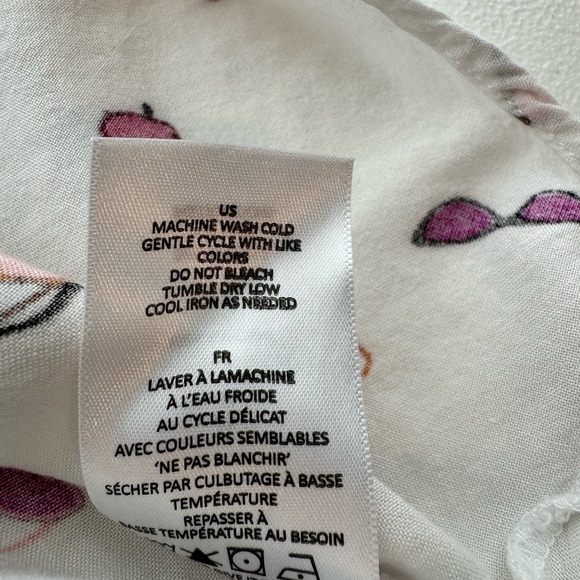 US
MACHINE WASH COLD
GENTLE CYCLE WITH LIKE
COLORS
DO NOT BLEACH
TUMBLE DRY LOW
COOL IRON AS NEEDED
FR
LAVER À LAMACHINE
À L'EAU FROIDE
AU CYCLE DÉLICAT
AVEC COULEURS SEMBLABLES
'NE PAS BLANCHIR'
SÉCHER PAR CULBUTAGE À BASSE
TEMPÉRATURE
REPASSER À
BASSE TEMPÉRATURE AU BESOIN